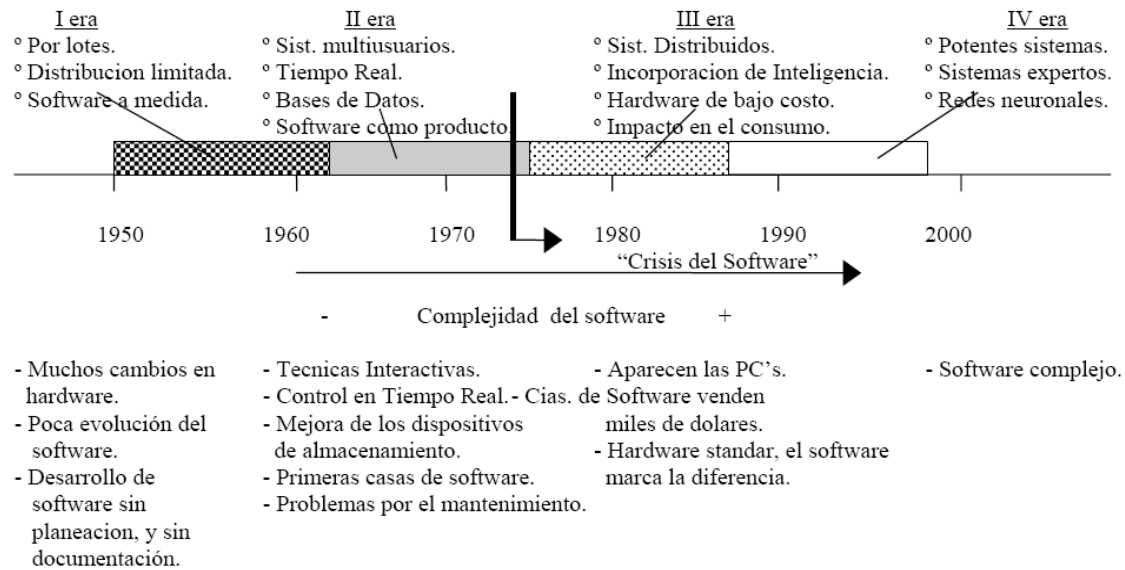 I era
º Por lotes.
º Distribucion limitada.
º Software a medida.
II era
º Sist. multiusuarios.
º Tiempo Real.
º Bases de Datos.
º Software como producto.
III era
º Sist. Distribuidos.
º Incorporacion de Inteligencia.
º Hardware de bajo costo.
º Impacto en el consumo.
IV era
º Potentes sistemas.
º Sistemas expertos.
º Redes neuronales.
1950 1960 1970 1980 1990 2000
“Crisis del Software”
- Complejidad del software +
- Muchos cambios en
hardware.
- Poca evolución del
software.
- Desarrollo de
software sin
planeacion, y sin
documentación.
- Tecnicas Interactivas.
- Control en Tiempo Real.
- Mejora de los dispositivos
de almacenamiento.
- Primeras casas de software.
- Problemas por el mantenimiento.
- Aparecen las PC’s.
- Cias. de Software venden
miles de dolares.
- Hardware standar, el software
marca la diferencia.
- Software complejo.